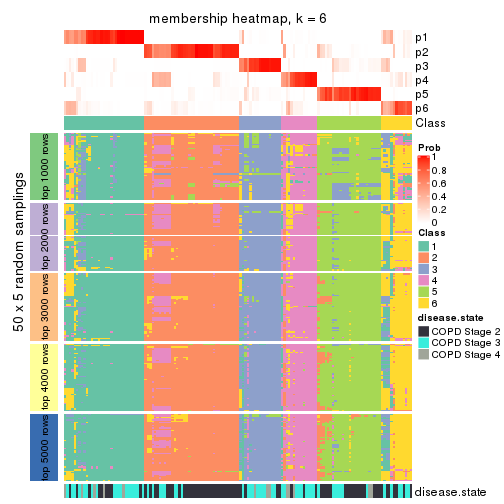 membership heatmap, k = 6
p1
p2
p3
p4
p5
p6
Class
50 x 5 random samplings
top 1000 rows
top 2000 rows
top 3000 rows
top 4000 rows
top 5000 rows
Prob
1
0.8
0.6
0.4
0.2
0
Class
1
2
3
4
5
6
disease.state
COPD Stage 2
COPD Stage 3
COPD Stage 4
disease.state